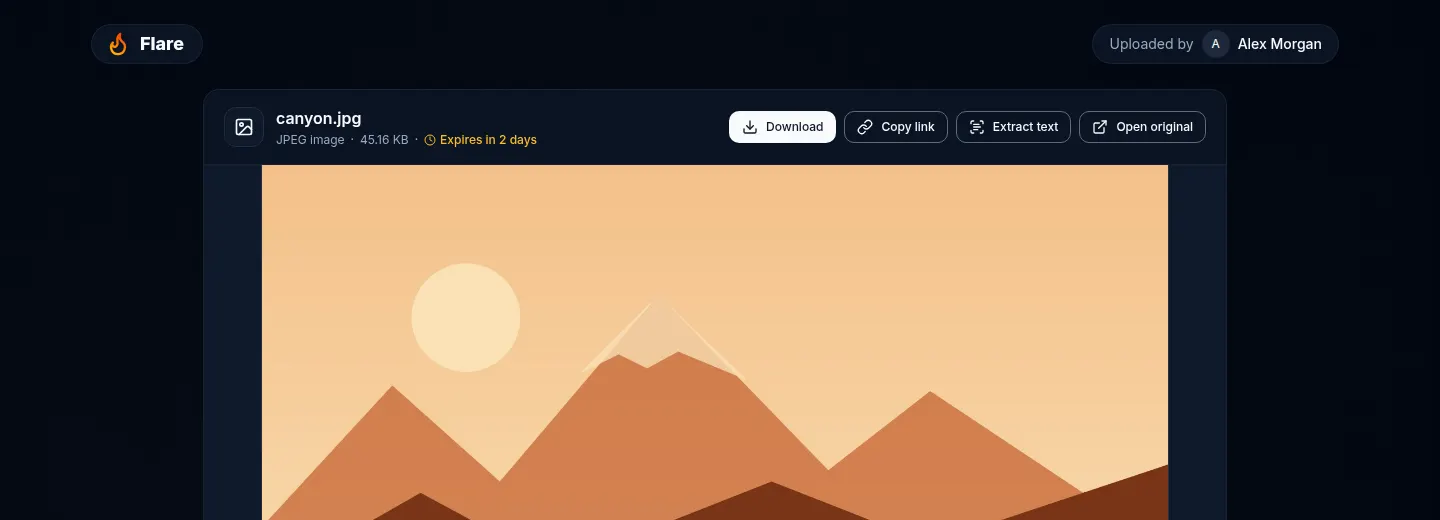 Flare
Uploaded by A Alex Morgan
canyon.jpg
JPEG image · 45.16 KB · Expires in 2 days
Download
Copy link
Extract text
Open original